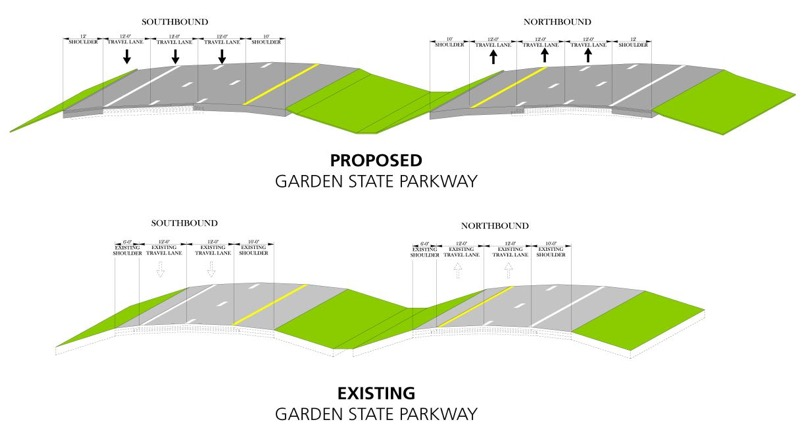 SOUTHBOUND
NORTHBOUND
12' 12'-0" 12'-0" 12'-0" 10'
SHOULDER TRAVEL LANE TRAVEL LANE TRAVEL LANE SHOULDER
10' 12'-0" 12'-0" 12'-0" 12'
SHOULDER TRAVEL LANE TRAVEL LANE TRAVEL LANE SHOULDER
PROPOSED
GARDEN STATE PARKWAY
SOUTHBOUND
NORTHBOUND
6'-0" 12'-0" 12'-0" 10'-0"
EXISTING EXISTING EXISTING EXISTING
SHOULDER TRAVEL LANE TRAVEL LANE SHOULDER
6'-0" 12'-0" 12'-0" 10'-0"
EXISTING EXISTING EXISTING EXISTING
SHOULDER TRAVEL LANE TRAVEL LANE SHOULDER
EXISTING
GARDEN STATE PARKWAY